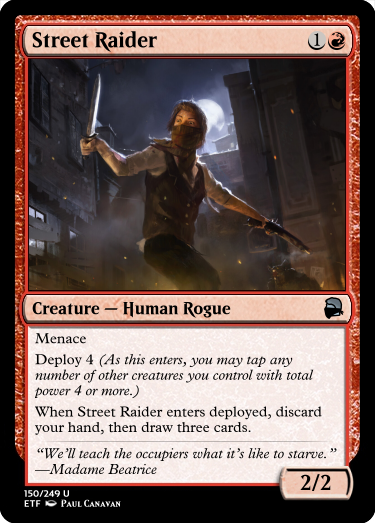 Street Raider 1
Creature — Human Rogue
Menace
Deploy 4 (As this enters, you may tap any
number of other creatures you control with total
power 4 or more.)
When Street Raider enters deployed, discard
your hand, then draw three cards.
“We’ll teach the occupiers what it’s like to starve.”
—Madame Beatrice
2/2
150/249 U
ETF Paul Canavan